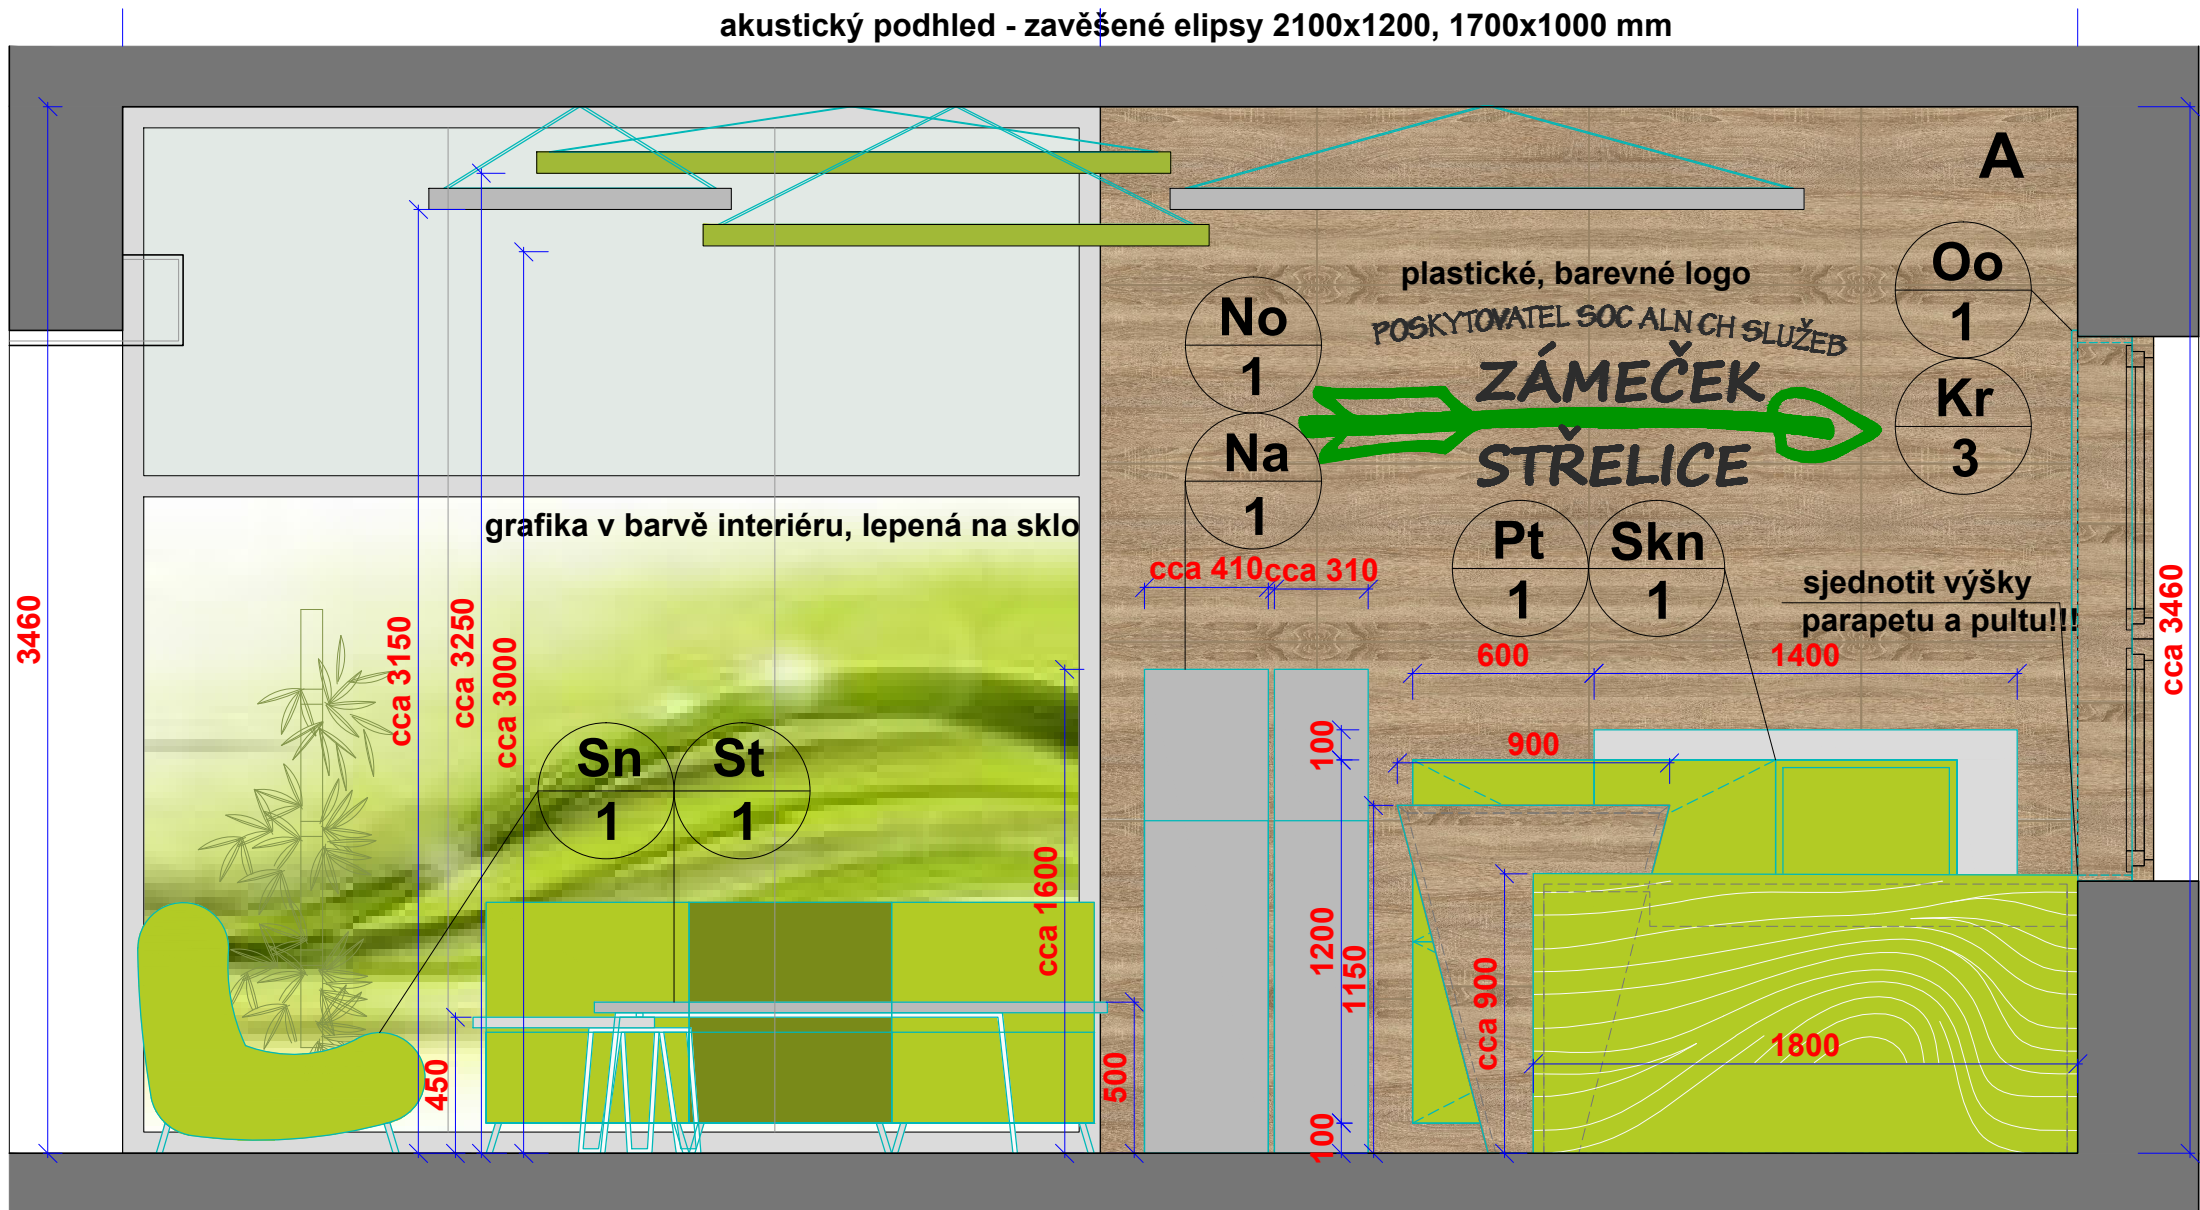 akustický podhled - zavěšené elipsy 2100x1200, 1700x1000 mm
A
Oo
1
Kr
3
No
1
Na
1
plastické, barevné logo
POSKYTOVATEL SOC ALN CH SLUŽEB
ZÁMEČEK
STŘELICE
Pt
1
Skn
1
grafika v barvě interiéru, lepená na sklo
sjednotit výšky
parapetu a pultu!!!
cca 410
cca 310
600
1400
900
3460
cca 3150
cca 3250
cca 3000
cca 3460
Sn
1
St
1
100
cca 1600
1200
1150
cca 900
1800
450
500
100